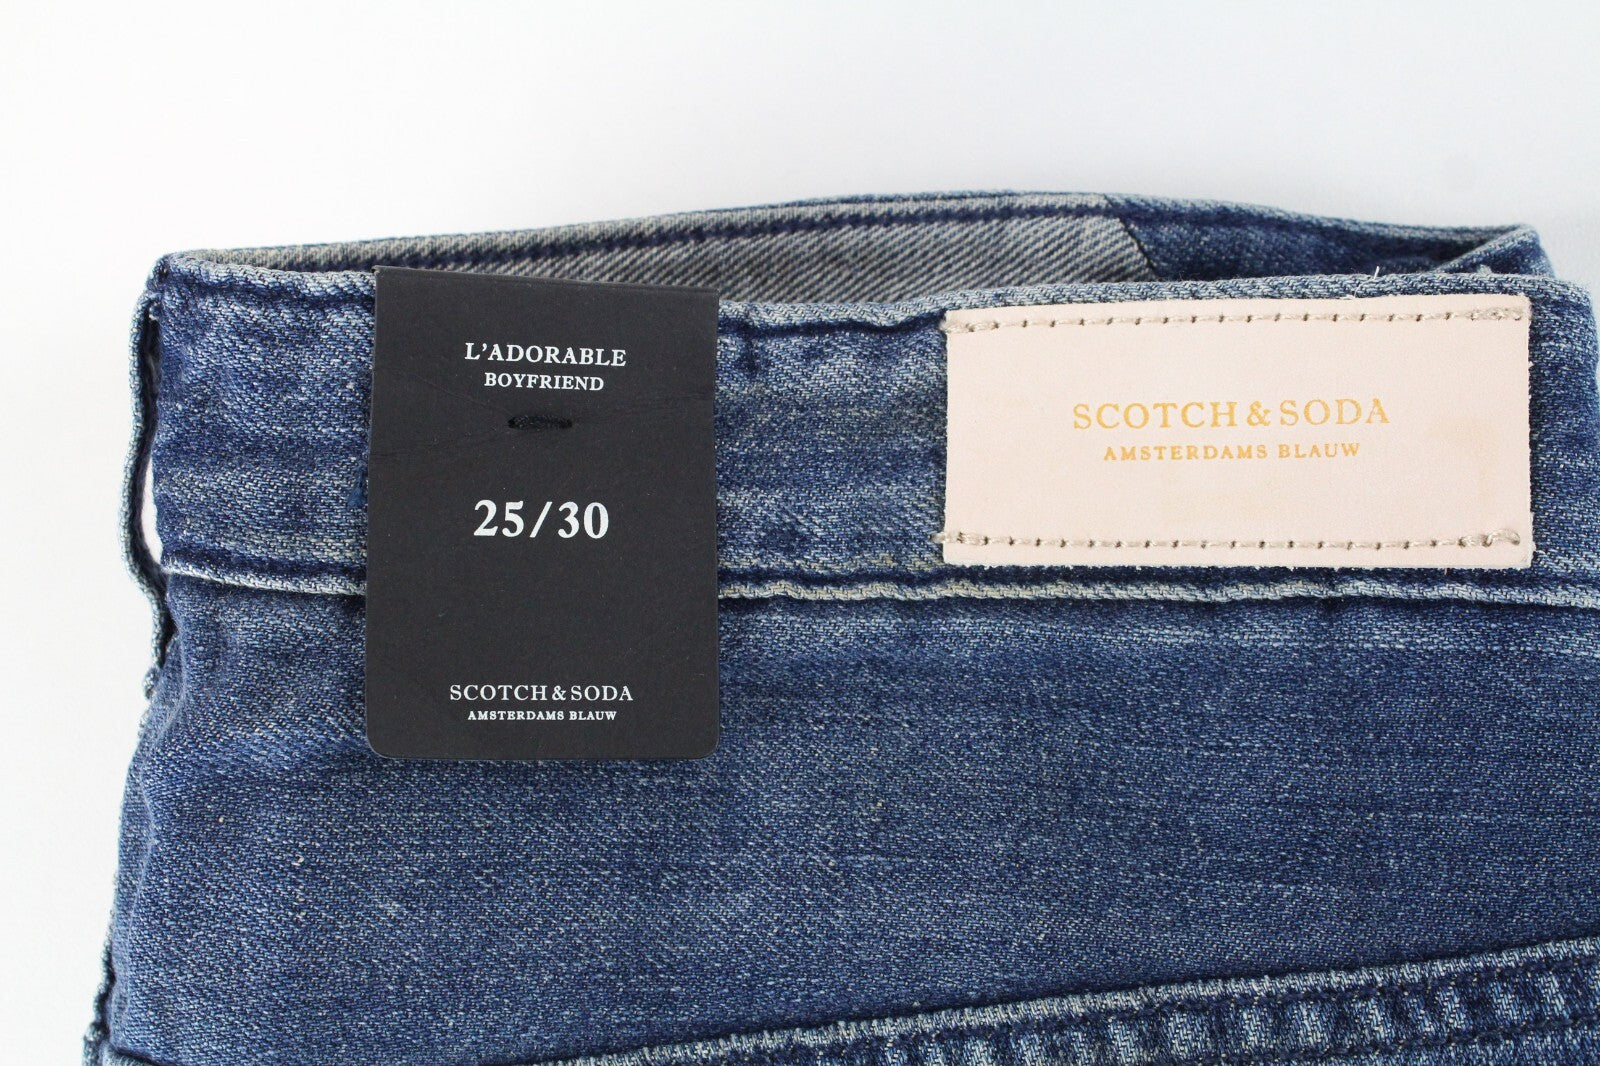 L'ADORABLE
BOYFRIEND
25/30
SCOTCH & SODA
AMSTERDAMS BLAUW
SCOTCH & SODA
AMSTERDAMS BLAUW